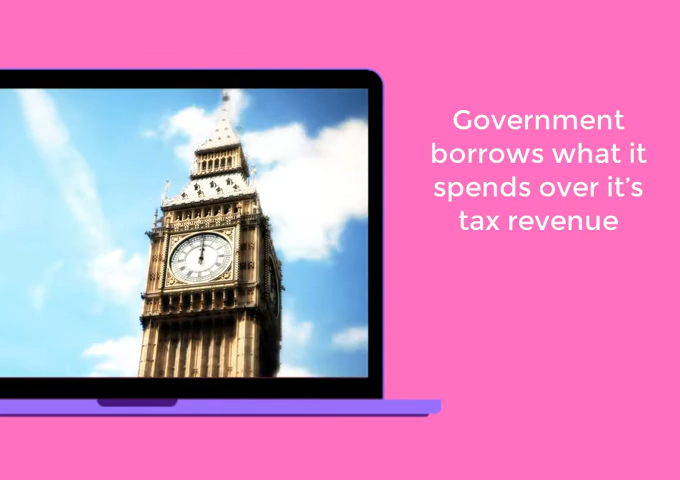 Government
borrows what it
spends over it’s
tax revenue